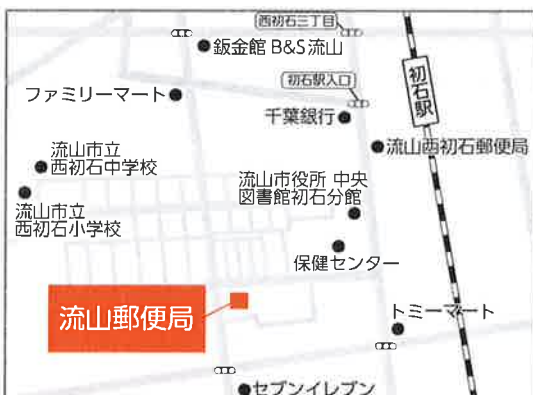 西初石三丁目
鈑金館 B&S流山
初石駅入口
初石駅
ファミリーマート
千葉銀行
流山西初石郵便局
流山市立
西初石中学校
流山市役所 中央
図書館初石分館
流山市立
西初石小学校
保健センター
流山郵便局
トミーマート
セブンイレブン